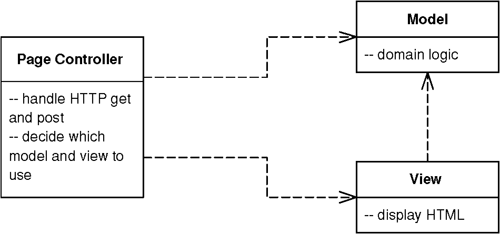 Page Controller
-- handle HTTP get
and post
-- decide which
model and view to
use
Model
-- domain logic
View
-- display HTML